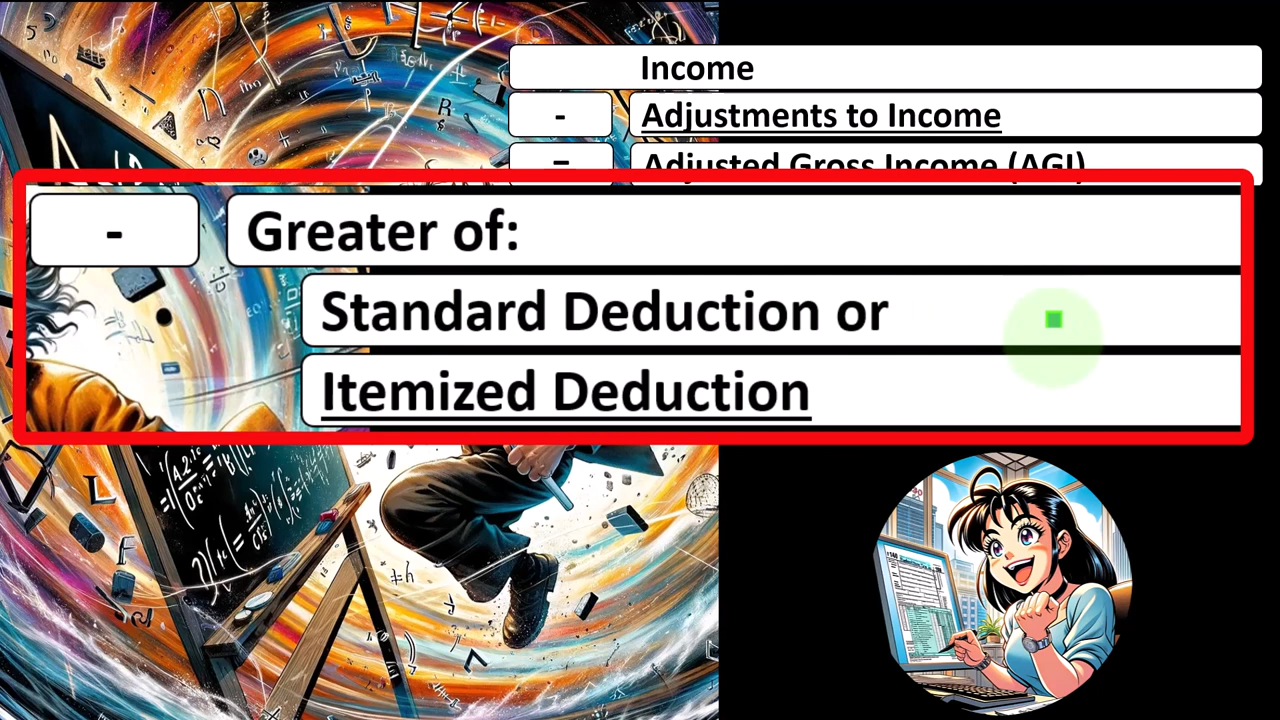 Income
- Adjustments to Income
= Adjusted Gross Income (AGI)
- Greater of:
Standard Deduction or
Itemized Deduction